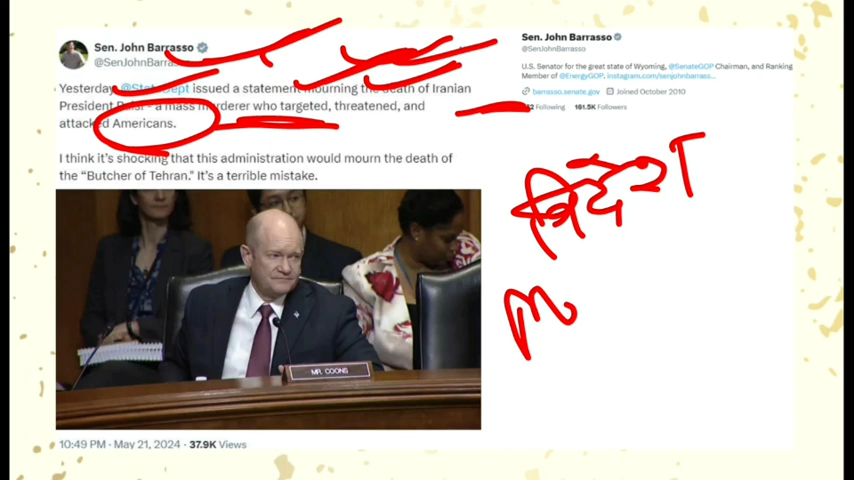 Sen. John Barrasso
@SenJohnBarrasso
Yesterday, @StateDept issued a statement mourning the death of Iranian
President Raisi - a mass murderer who targeted, threatened, and
attacked Americans.
I think it's shocking that this administration would mourn the death of
the “Butcher of Tehran.” It's a terrible mistake.
MR. COONS
10:49 PM - May 21, 2024 · 37.9K Views
Sen. John Barrasso
@SenJohnBarrasso
U.S. Senator for the great state of Wyoming, @SenateGOP Chairman, and Ranking
Member of @EnergyGOP. instagram.com/senjohnbarrass...
barrasso.senate.gov Joined October 2010
Following 161.5K Followers
विदेश